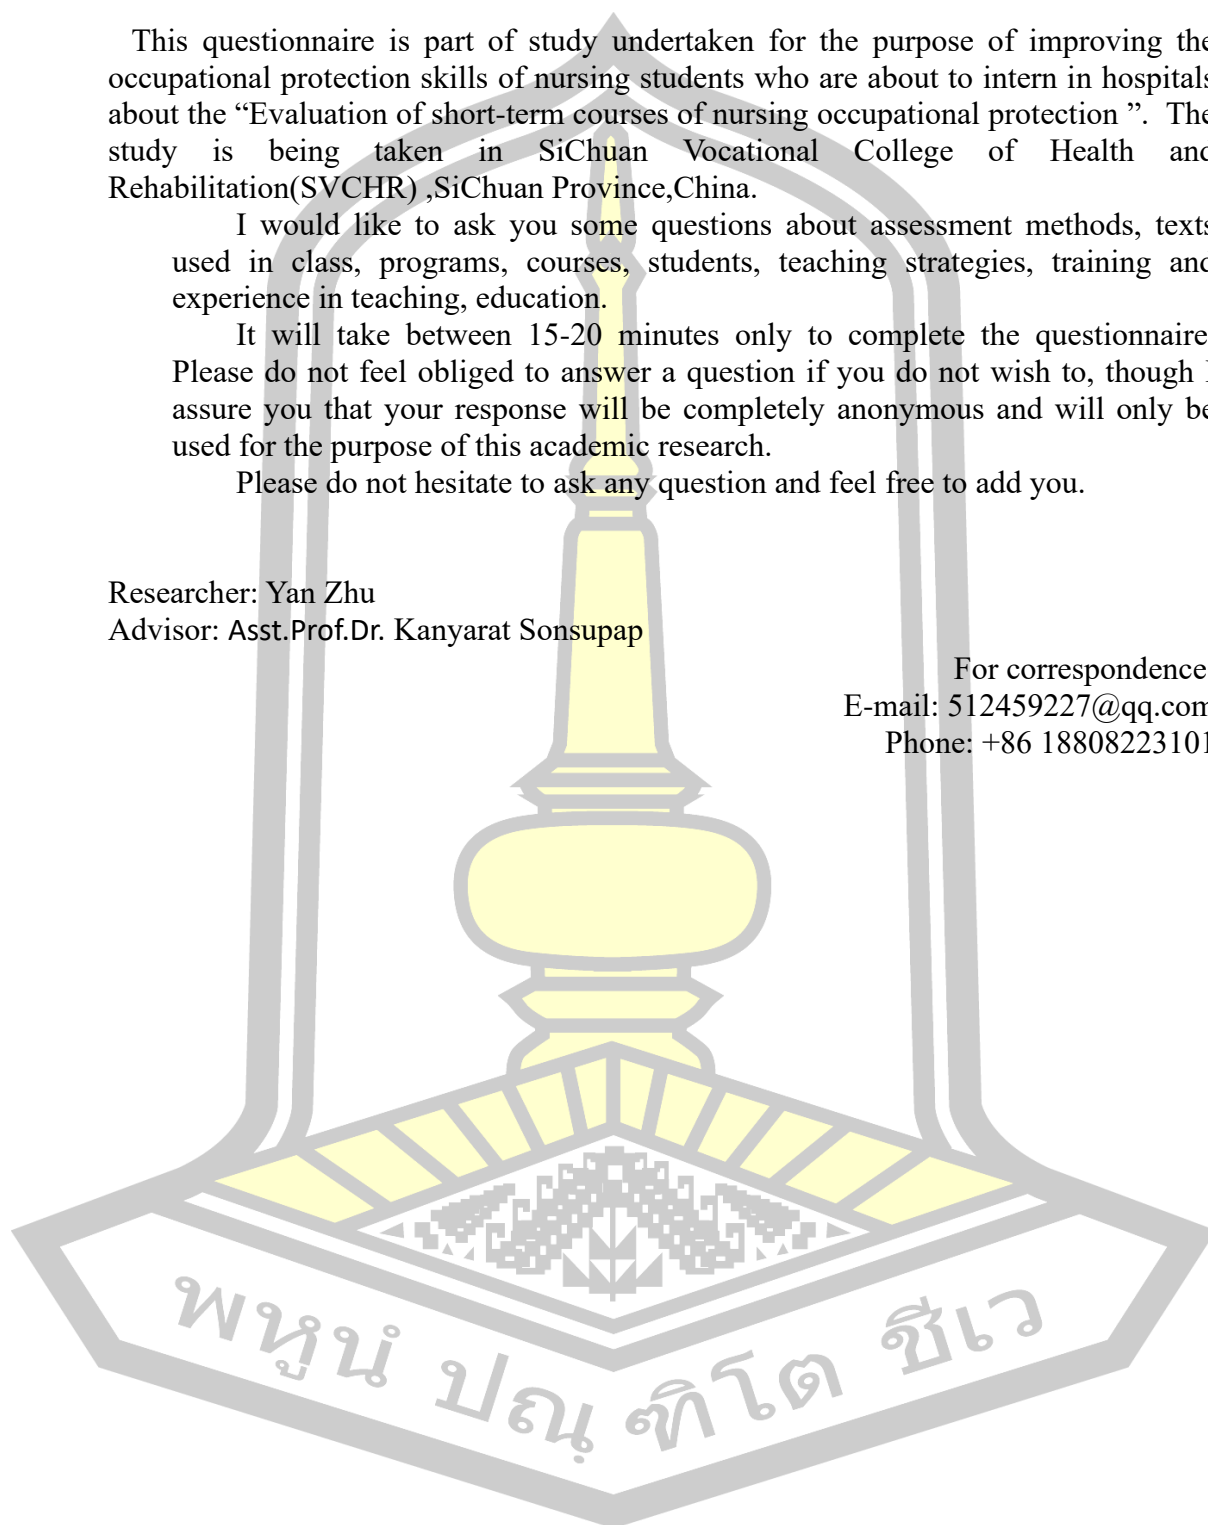 This questionnaire is part of study undertaken for the purpose of improving the
occupational protection skills of nursing students who are about to intern in hospitals
about the “Evaluation of short-term courses of nursing occupational protection ”. The
study is being taken in SiChuan Vocational College of Health and
Rehabilitation(SVCHR) ,SiChuan Province,China.
I would like to ask you some questions about assessment methods, texts
used in class, programs, courses, students, teaching strategies, training and
experience in teaching, education.
It will take between 15-20 minutes only to complete the questionnaire
Please do not feel obliged to answer a question if you do not wish to, though I
assure you that your response will be completely anonymous and will only be
used for the purpose of this academic research.
Please do not hesitate to ask any question and feel free to add you.
Researcher: Yan Zhu
Advisor: Asst.Prof.Dr. Kanyarat Sonsupap
For correspondence
E-mail: 512459227@qq.com
Phone: +86 18808223101
พหูนํ ปณฺฑิโต ชีเว